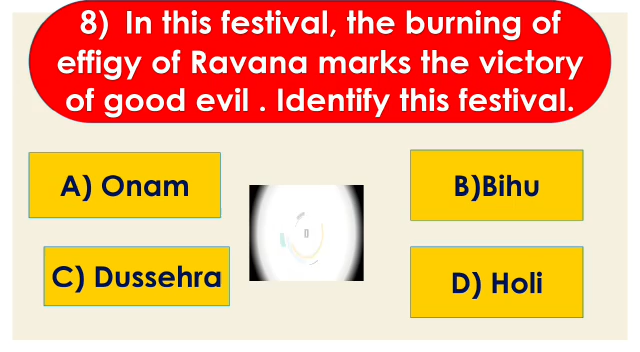 8) In this festival, the burning of
effigy of Ravana marks the victory
of good evil . Identify this festival.
A) Onam
B)Bihu
C) Dussehra
D) Holi
0